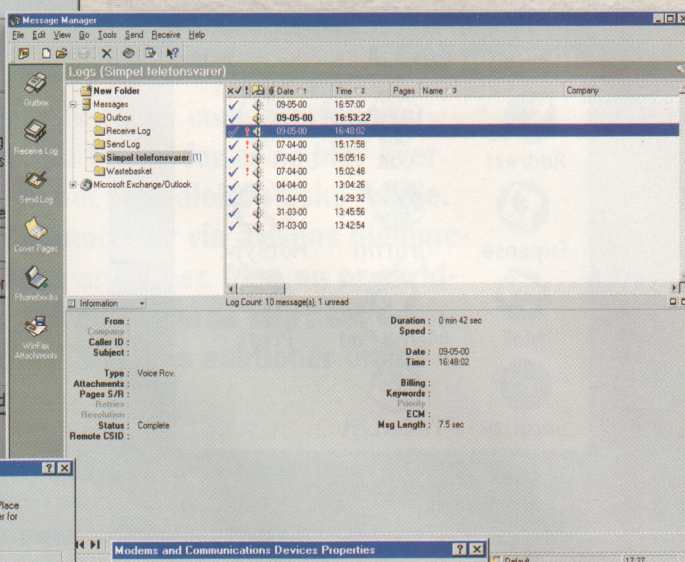 Message Manager
File Edit View Go Tools Send Receive Help
Logs (Simpel telefonsvarer)
Outbox
Receive Log
Send Log
Cover Pages
Phonebooks
WinFax
Attachments
New Folder
Messages
Outbox
Receive Log
Send Log
Simpel telefonsvarer (1)
Wastebasket
Microsoft Exchange/Outlook
Date 1 Time 2 Pages Name 3 Company
09-05-00 16:57:00
09-05-00 16:53:22
09-05-00 16:48:02
07-04-00 15:17:58
07-04-00 15:05:16
07-04-00 15:02:48
04-04-00 13:04:26
01-04-00 14:29:32
31-03-00 13:45:56
31-03-00 13:42:54
Information
Log Count: 10 message(s), 1 unread
From :
Company :
Caller ID :
Subject :
Type : Voice Rcv.
Attachments :
Pages S/R :
Retries :
Resolution :
Status : Complete
Remote CSID :
Duration : 0 min 42 sec
Speed :
Date : 09-05-00
Time : 16:48:02
Billing :
Keywords :
Priority
ECM :
Msg Length : 7.5 sec
Place
er for
Modems and Communications Devices Properties
Default
17:27